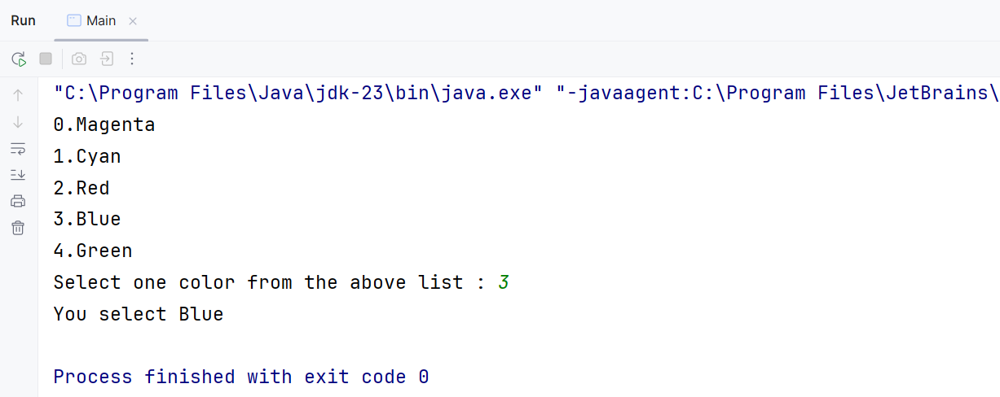 Run Main
"C:\Program Files\Java\jdk-23\bin\java.exe" "-javaagent:C:\Program Files\JetBrains\
0.Magenta
1.Cyan
2.Red
3.Blue
4.Green
Select one color from the above list : 3
You select Blue
Process finished with exit code 0